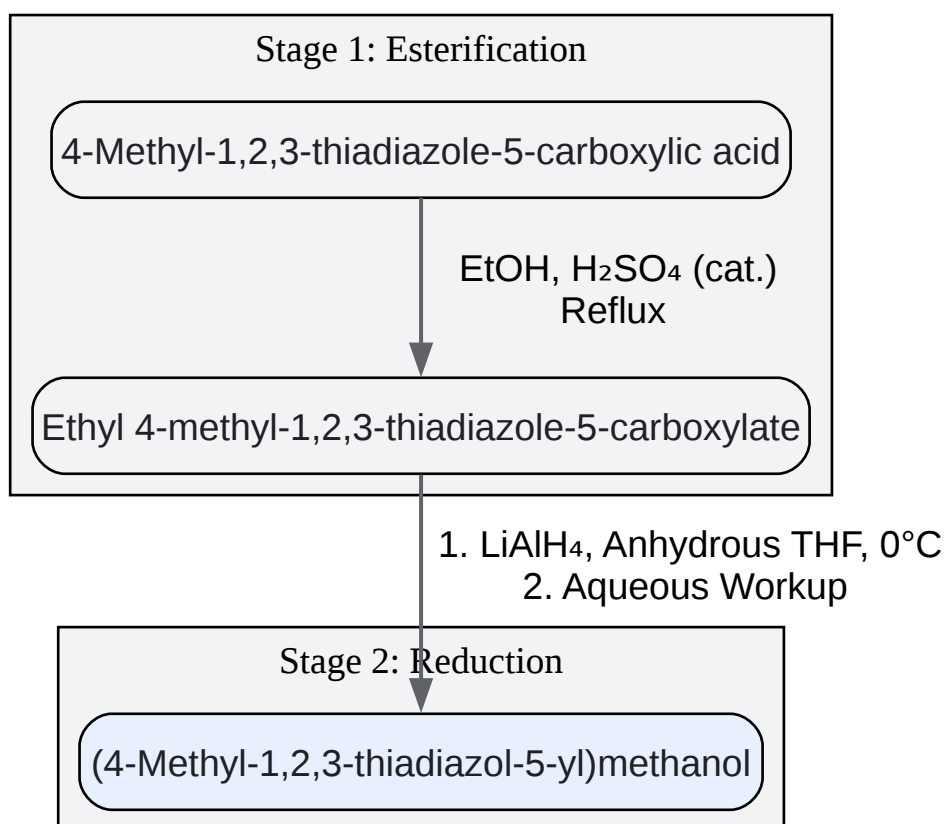 Stage 1: Esterification
4-Methyl-1,2,3-thiadiazole-5-carboxylic acid
EtOH, H₂SO₄ (cat.)
Reflux
Ethyl 4-methyl-1,2,3-thiadiazole-5-carboxylate
1. LiAlH₄, Anhydrous THF, 0°C
2. Aqueous Workup
Stage 2: Reduction
(4-Methyl-1,2,3-thiadiazol-5-yl)methanol